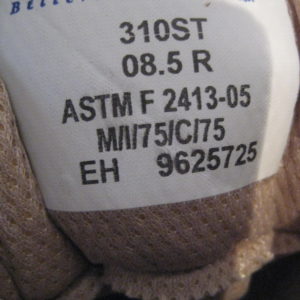 310ST
08.5 R
ASTM F 2413-05
M/I/75/C/75
EH 9625725